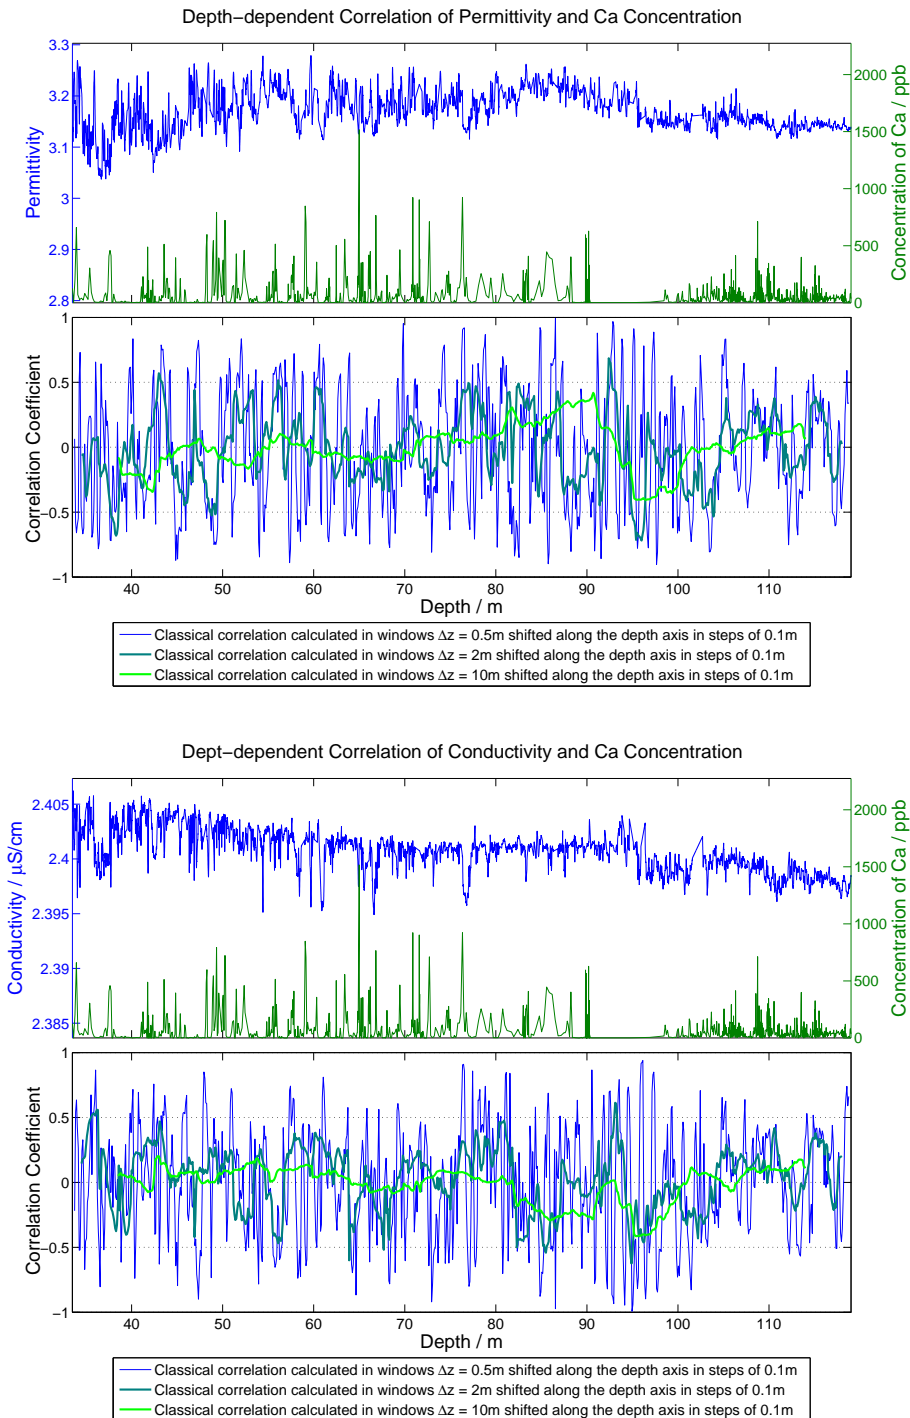 Depth−dependent Correlation of Permittivity and Ca Concentration
3.3
3.2
3.1
3
2.9
2.8
Permittivity
2000
1500
1000
500
0
Concentration of Ca / ppb
1
0.5
0
−0.5
−1
Correlation Coefficient
40 50 60 70 80 90 100 110
Depth / m
Classical correlation calculated in windows Δz = 0.5m shifted along the depth axis in steps of 0.1m
Classical correlation calculated in windows Δz = 2m shifted along the depth axis in steps of 0.1m
Classical correlation calculated in windows Δz = 10m shifted along the depth axis in steps of 0.1m
Dept−dependent Correlation of Conductivity and Ca Concentration
2.405
2.4
2.395
2.39
2.385
Conductivity / μS/cm
2000
1500
1000
500
0
Concentration of Ca / ppb
1
0.5
0
−0.5
−1
Correlation Coefficient
40 50 60 70 80 90 100 110
Depth / m
Classical correlation calculated in windows Δz = 0.5m shifted along the depth axis in steps of 0.1m
Classical correlation calculated in windows Δz = 2m shifted along the depth axis in steps of 0.1m
Classical correlation calculated in windows Δz = 10m shifted along the depth axis in steps of 0.1m